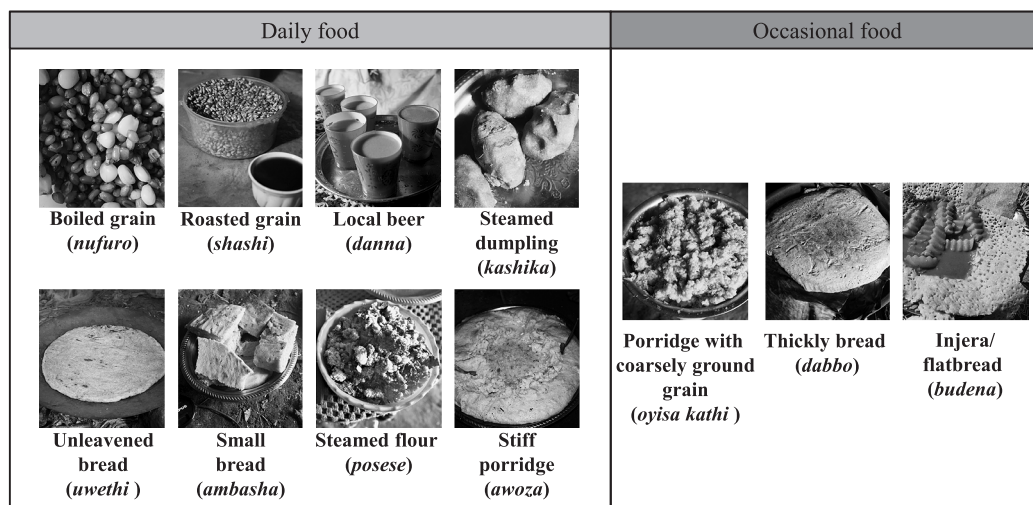 Daily food
Occasional food
Boiled grain
(nufuro)
Roasted grain
(shashi)
Local beer
(danna)
Steamed
dumpling
(kashika)
Unleavened
bread
(uwethi )
Small
bread
(ambasha)
Steamed flour
(posese)
Stiff
porridge
(awoza)
Porridge with
coarsely ground
grain
(oyisa kathi )
Thickly bread
(dabbo)
Injera/
flatbread
(budena)